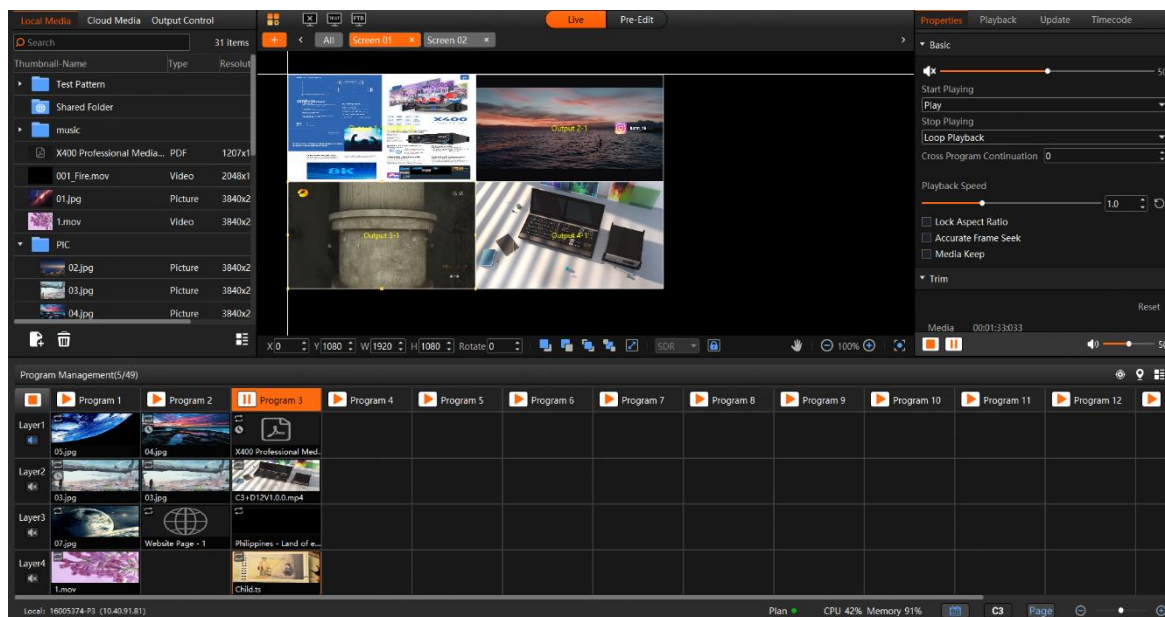 Local Media Cloud Media Output Control
TEXT FTB
Live Pre-Edit
Properties Playback Update Timecode
Search 31 items
All Screen 01 × Screen 02 ×
Basic
Thumbnail-Name Type Resolut
Test Pattern
Shared Folder
music
X400 Professional Media... PDF 1207x1
001_Fire.mov Video 2048x1
01.jpg Picture 3840x2
1.mov Video 3840x2
PIC
02.jpg Picture 3840x2
03.jpg Picture 3840x2
04.jpg Picture 3840x2
X400
8K
Output 2-1
Output 3-1
Output 4-1
50
Start Playing
Play
Stop Playing
Loop Playback
Cross Program Continuation 0
Playback Speed
1.0
Lock Aspect Ratio
Accurate Frame Seek
Media Keep
Trim
Reset
Media 00:01:33:033
50
X 0 Y 1080 W 1920 H 1080 Rotate 0 SDR 100%
Program Management(5/49)
Program 1 Program 2 Program 3 Program 4 Program 5 Program 6 Program 7 Program 8 Program 9 Program 10 Program 11 Program 12
Layer1
05.jpg 04.jpg X400 Professional Med..
Layer2
03.jpg 03.jpg C3+D12V1.0.0.mp4
Layer3
07.jpg Website Page - 1 Philippines - Land of e...
Layer4
1.mov Child.ts
Local: 16005374-P3 (10.40.91.81) Plan CPU 42% Memory 91% C3 Page